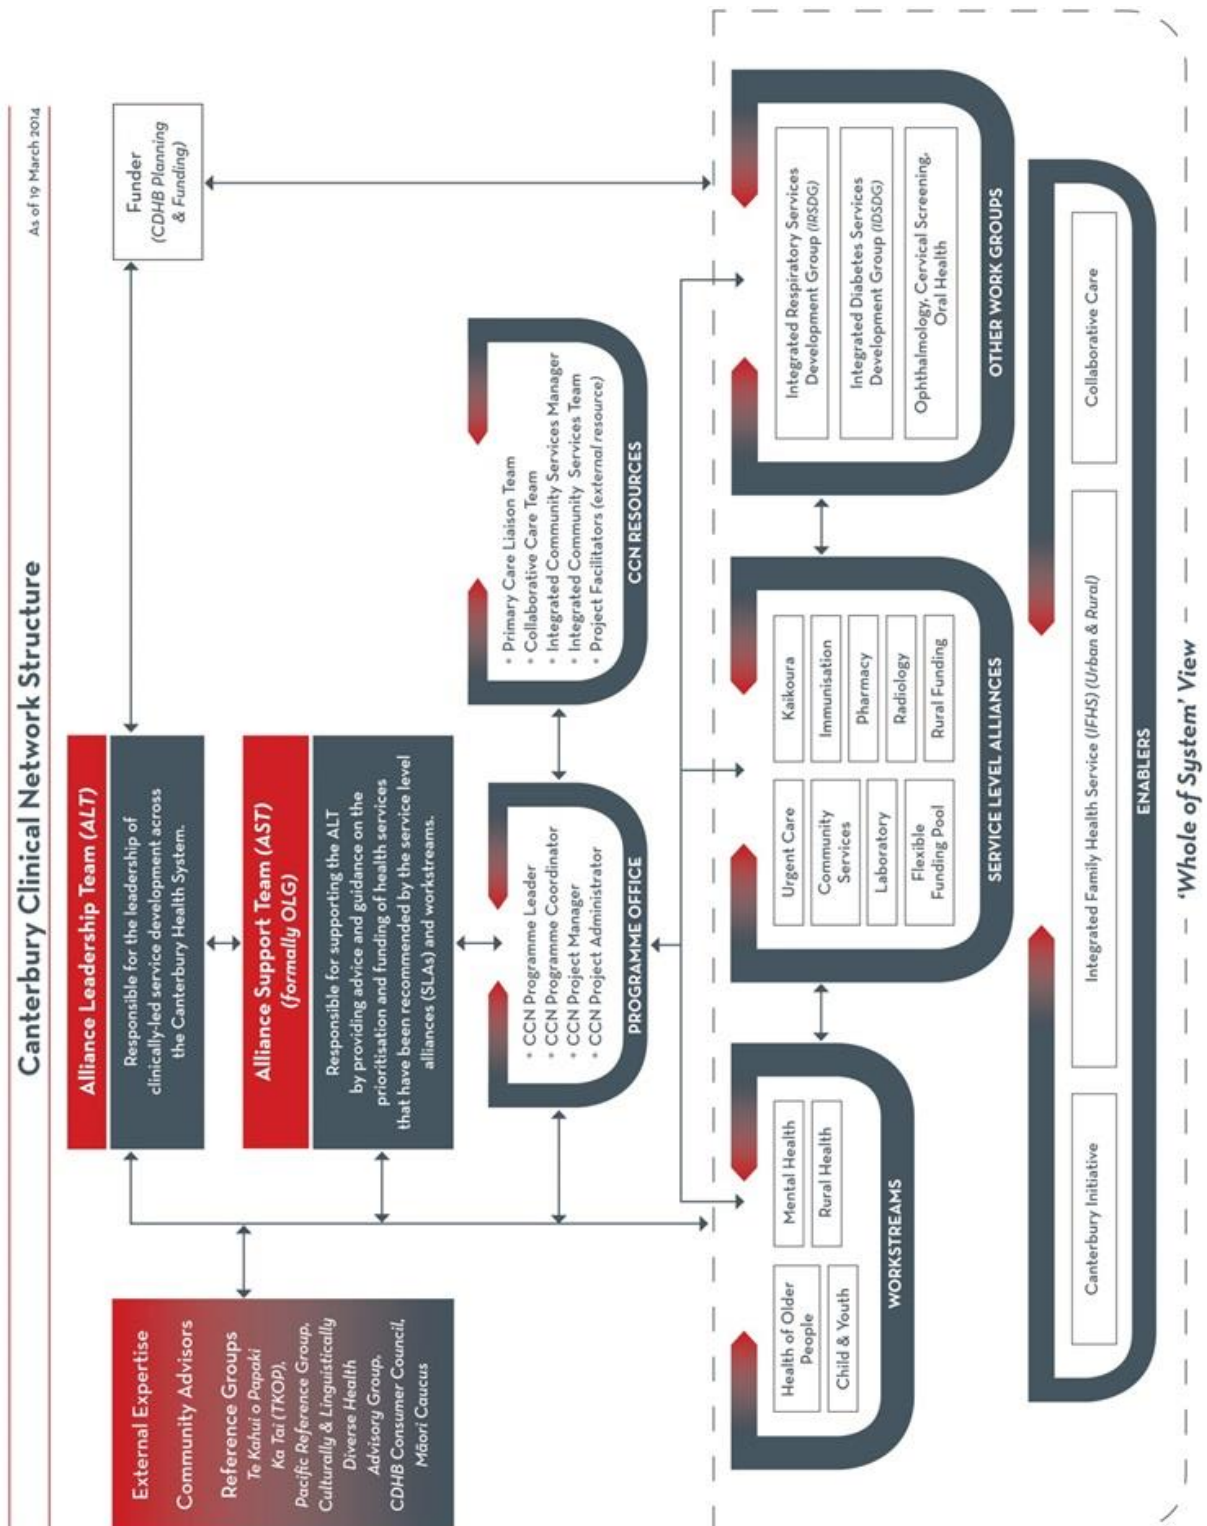 Canterbury Clinical Network Structure
As of 19 March 2014
External Expertise
Community Advisors
Reference Groups
Te Kahui o Papaki
Ka Tai (TKOP),
Pacific Reference Group,
Culturally & Linguistically
Diverse Health
Advisory Group,
CDHB Consumer Council,
Māori Caucus
Alliance Leadership Team (ALT)
Responsible for the leadership of
clinically-led service development across
the Canterbury Health System.
Funder
(CDHB Planning
& Funding)
Alliance Support Team (AST)
(formally OLG)
Responsible for supporting the ALT
by providing advice and guidance on the
prioritisation and funding of health services
that have been recommended by the service level
alliances (SLAs) and workstreams.
• CCN Programme Leader
• CCN Programme Coordinator
• CCN Project Manager
• CCN Project Administrator
PROGRAMME OFFICE
• Primary Care Liaison Team
• Collaborative Care Team
• Integrated Community Services Manager
• Integrated Community Services Team
• Project Facilitators (external resource)
CCN RESOURCES
Health of Older
People
Child & Youth
Mental Health
Rural Health
WORKSTREAMS
Urgent Care
Community
Services
Laboratory
Flexible
Funding Pool
Kaikoura
Immunisation
Pharmacy
Radiology
Rural Funding
SERVICE LEVEL ALLIANCES
Integrated Respiratory Services
Development Group (IRSDG)
Integrated Diabetes Services
Development Group (IDSDG)
Ophthalmology, Cervical Screening,
Oral Health
OTHER WORK GROUPS
Canterbury Initiative
Integrated Family Health Service (IFHS) (Urban & Rural)
Collaborative Care
ENABLERS
'Whole of System' View